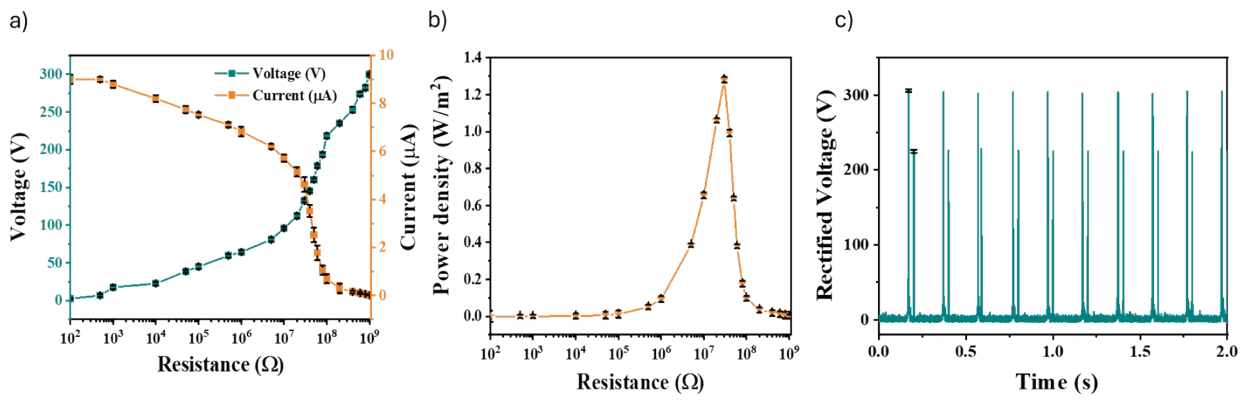 a)
Voltage (V)
300
250
200
150
100
50
0
Voltage (V)
Current (μA)
10
8
6
4
2
0
Current (μA)
10² 10³ 10⁴ 10⁵ 10⁶ 10⁷ 10⁸ 10⁹
Resistance (Ω)
b)
Power density (W/m²)
1.4
1.2
1.0
0.8
0.6
0.4
0.2
0.0
10² 10³ 10⁴ 10⁵ 10⁶ 10⁷ 10⁸ 10⁹
Resistance (Ω)
c)
Rectified Voltage (V)
300
200
100
0
0.0 0.5 1.0 1.5 2.0
Time (s)